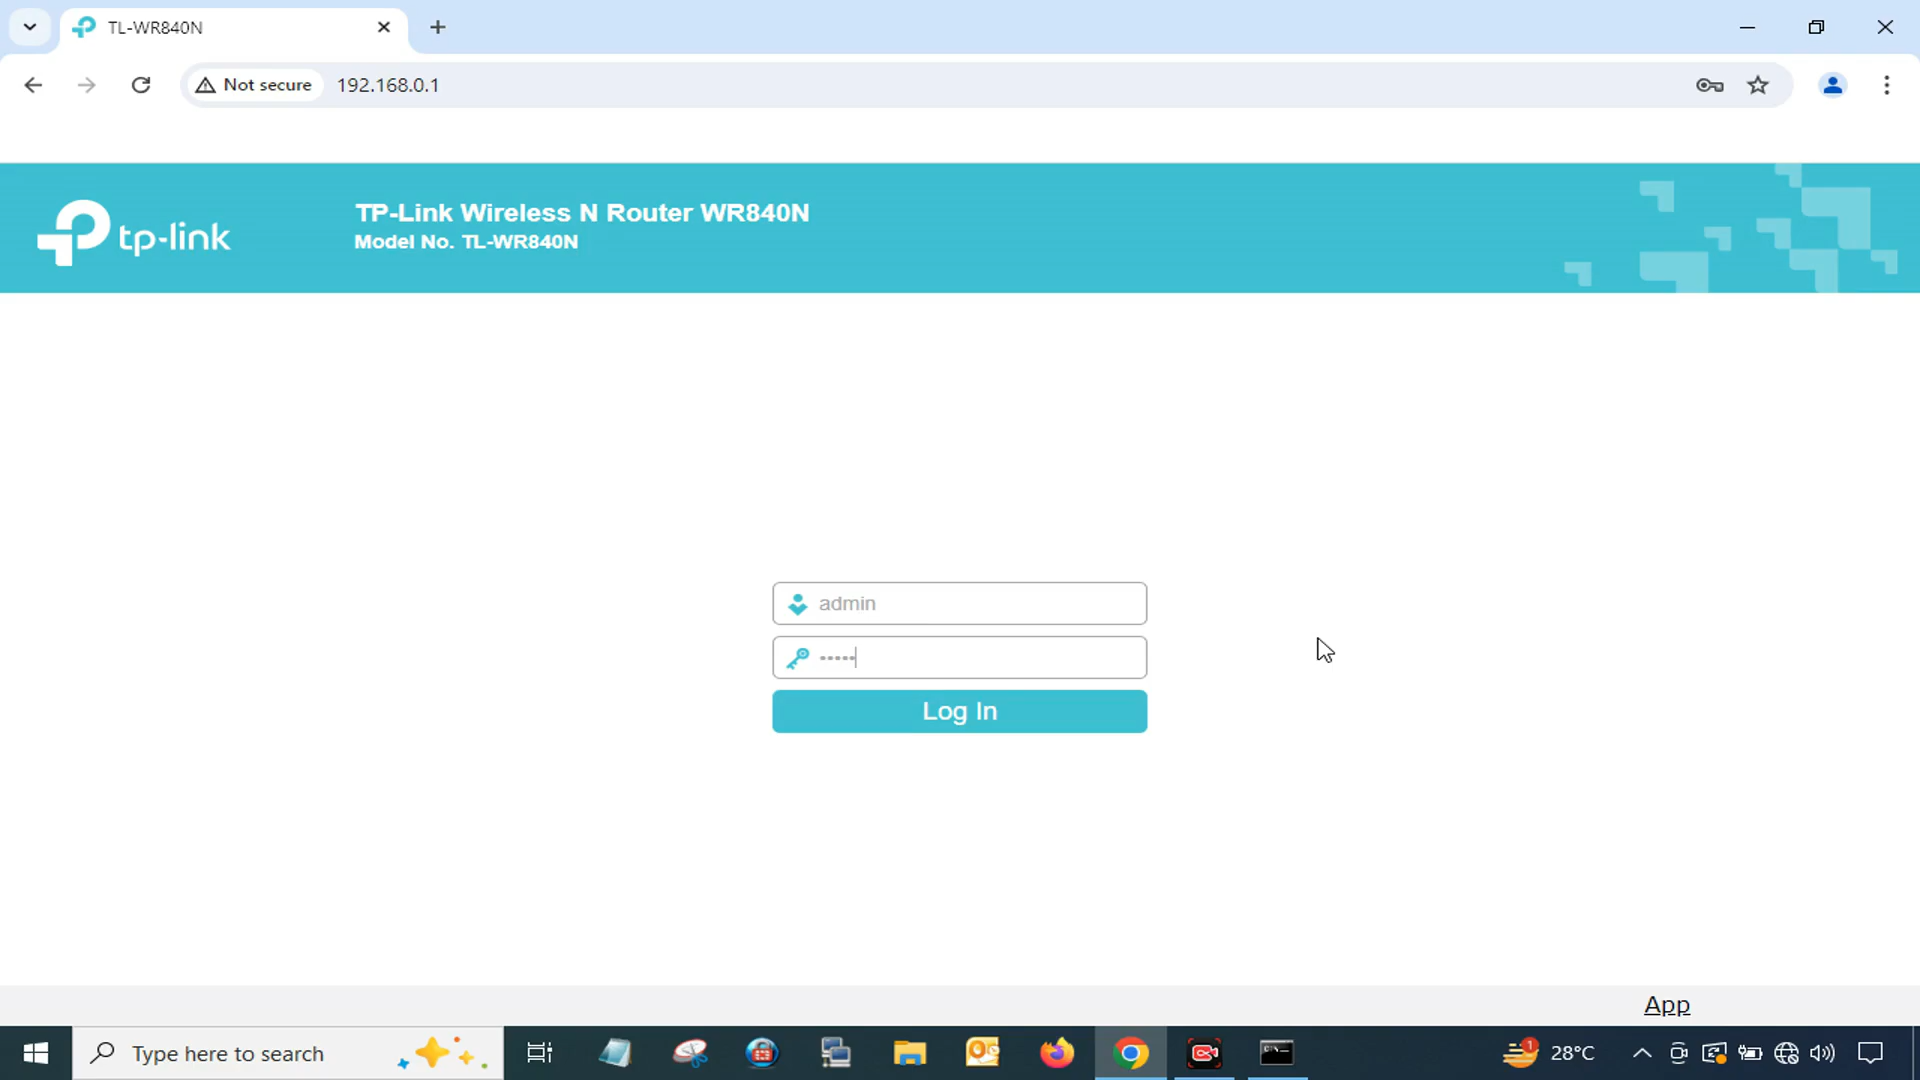 TL-WR840N
Not secure
192.168.0.1
tp-link
TP-Link Wireless N Router WR840N
Model No. TL-WR840N
admin
•••••
Log In
App
Type here to search
1
28°C